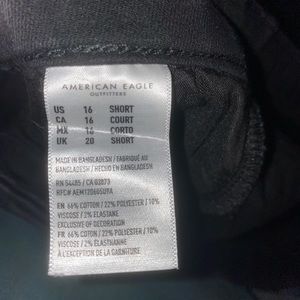 AMERICAN EAGLE
OUTFITTERS
US 16 SHORT
CA 16 COURT
MX 16 CORTO
UK 20 SHORT
MADE IN BANGLADESH / FABRIQUÉ AU
BANGLADESH / HECHO EN BANGLADESH
RN 54485 / CA 03873
EN 66% COTTON / 22% POLYESTER / 10%
VISCOSE / 2% ELASTANE
EXCLUSIVE OF DECORATION
FR 66% COTON / 22% POLYESTER / 10%
VISCOSE / 2% ÉLASTHANNE
À L'EXCEPTION DE LA GARNITURE